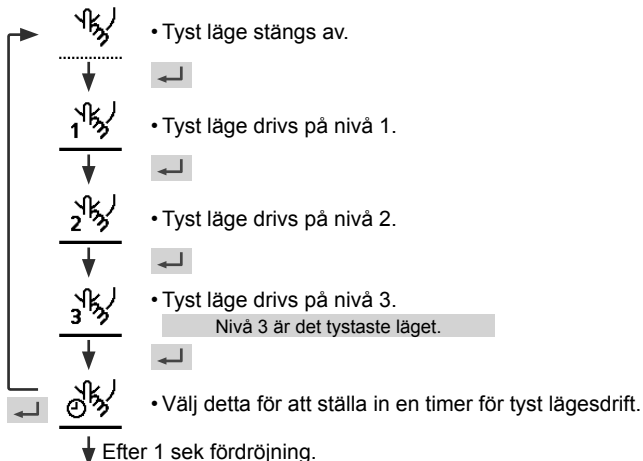 • Tyst läge stängs av.
1
• Tyst läge drivs på nivå 1.
2
• Tyst läge drivs på nivå 2.
3
• Tyst läge drivs på nivå 3.
Nivå 3 är det tystaste läget.
• Välj detta för att ställa in en timer för tyst lägesdrift.
Efter 1 sek fördröjning.